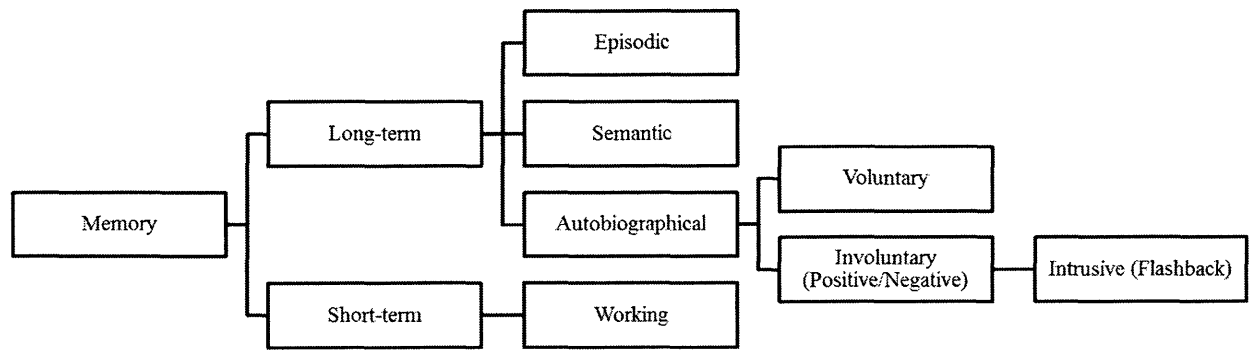 Episodic
Long-term
Semantic
Voluntary
Memory
Autobiographical
Involuntary
(Positive/Negative)
Intrusive (Flashback)
Short-term
Working